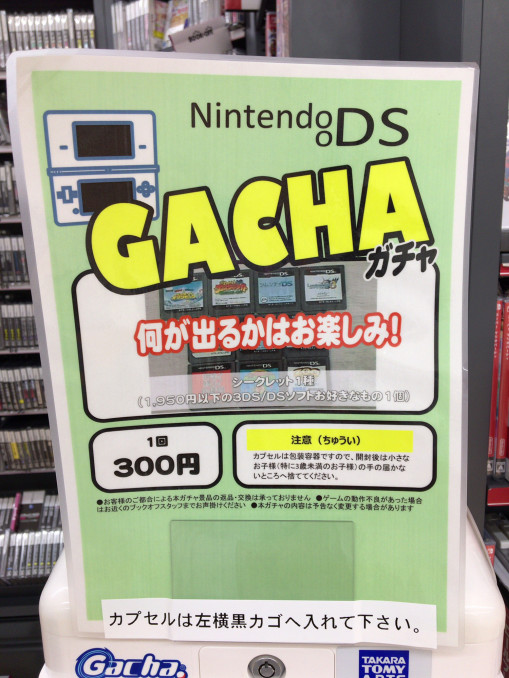 Nintendo DS
GACHA
ガチャ
何が出るかはお楽しみ!
シークレット1種
(1,950円以下の3DS/DSソフトお好きなもの1個)
1回
300円
注意(ちゅうい)
カプセルは包装容器ですので、開封後は小さな
お子様(特に3歳未満のお子様)の手の届かな
いところへ捨ててください。
●お客様のご都合による本ガチャ景品の返品・交換は承っておりません ●ゲームの動作不良があった場合
はお近くのブックオフスタッフまでお声掛けください ●本ガチャの内容は予告なく変更する場合があります
カプセルは左横黒カゴへ入れて下さい。
Gacha.
TAKARA
TOMY
ARTS